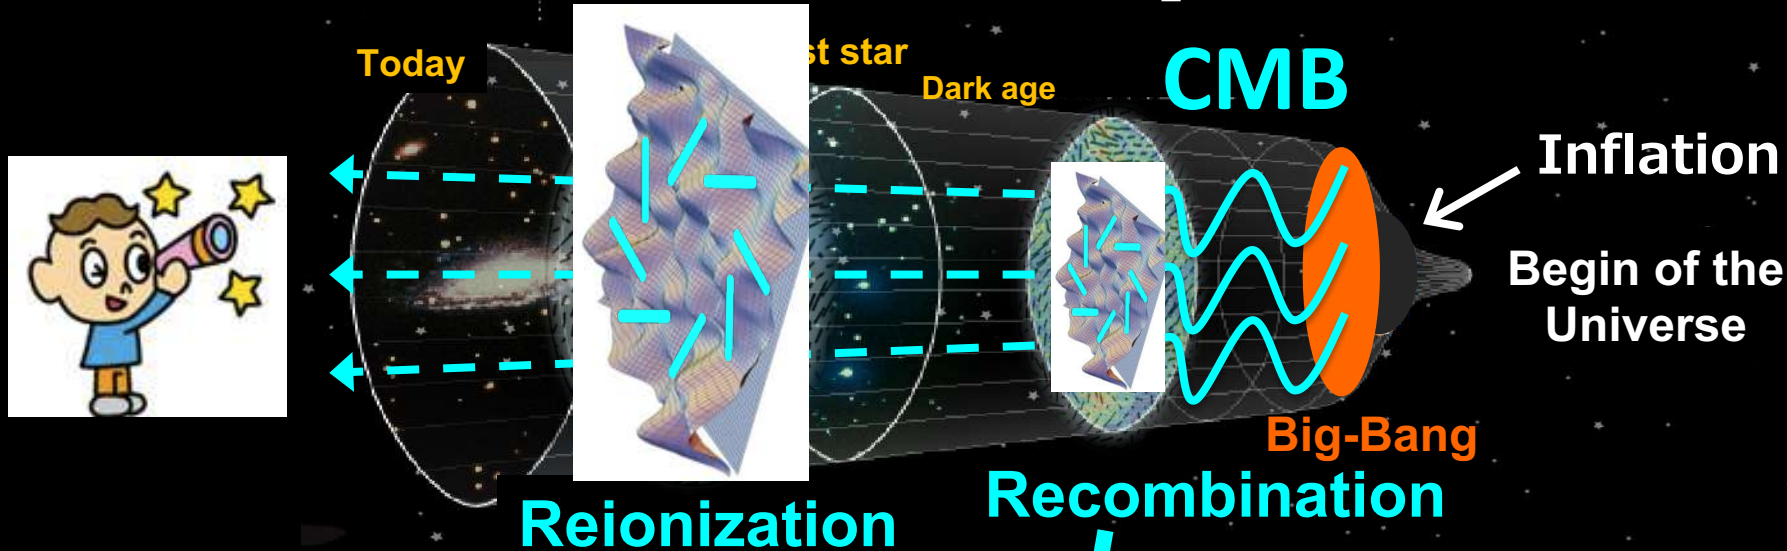 Today
st star
Dark age
CMB
Inflation
Begin of the
Universe
Big-Bang
Recombination
Reionization